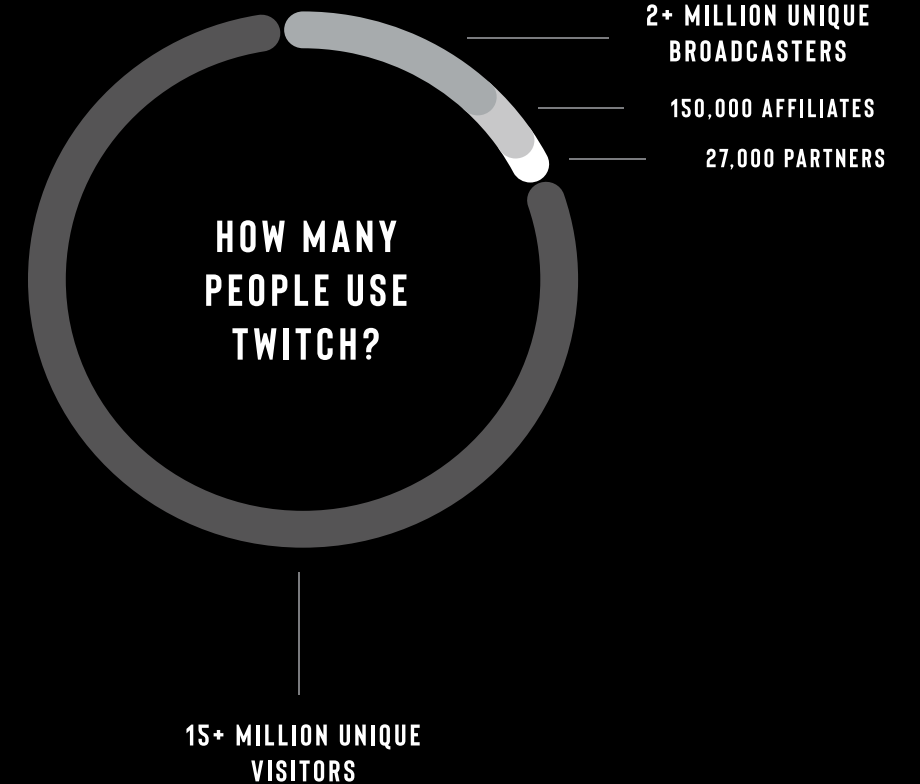 2+ MILLION UNIQUE
BROADCASTERS
150,000 AFFILIATES
27,000 PARTNERS
HOW MANY
PEOPLE USE
TWITCH?
15+ MILLION UNIQUE
VISITORS